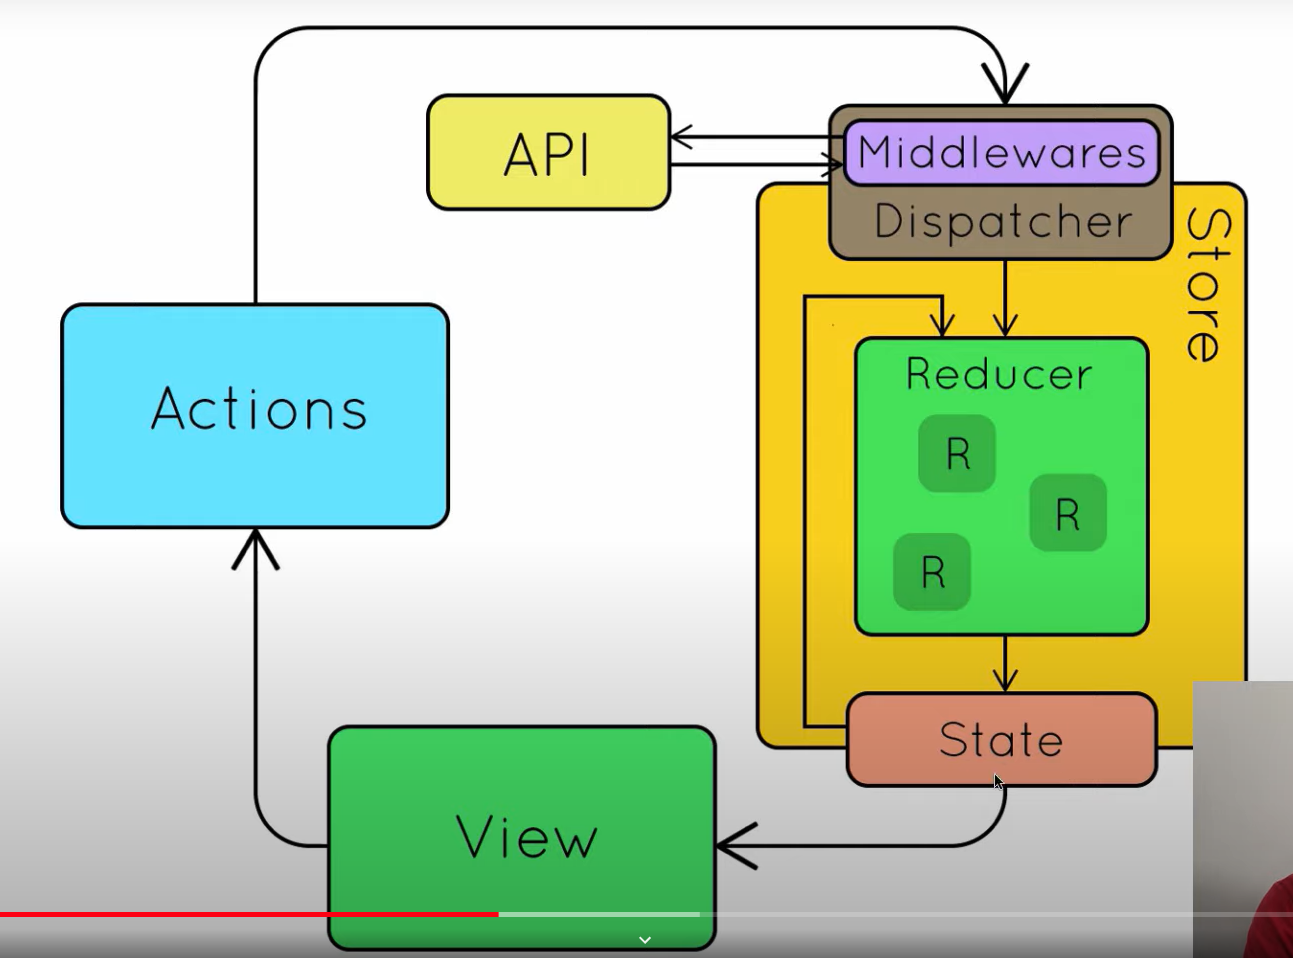 API
Middlewares
Dispatcher
Store
Actions
Reducer
R
R
R
State
View